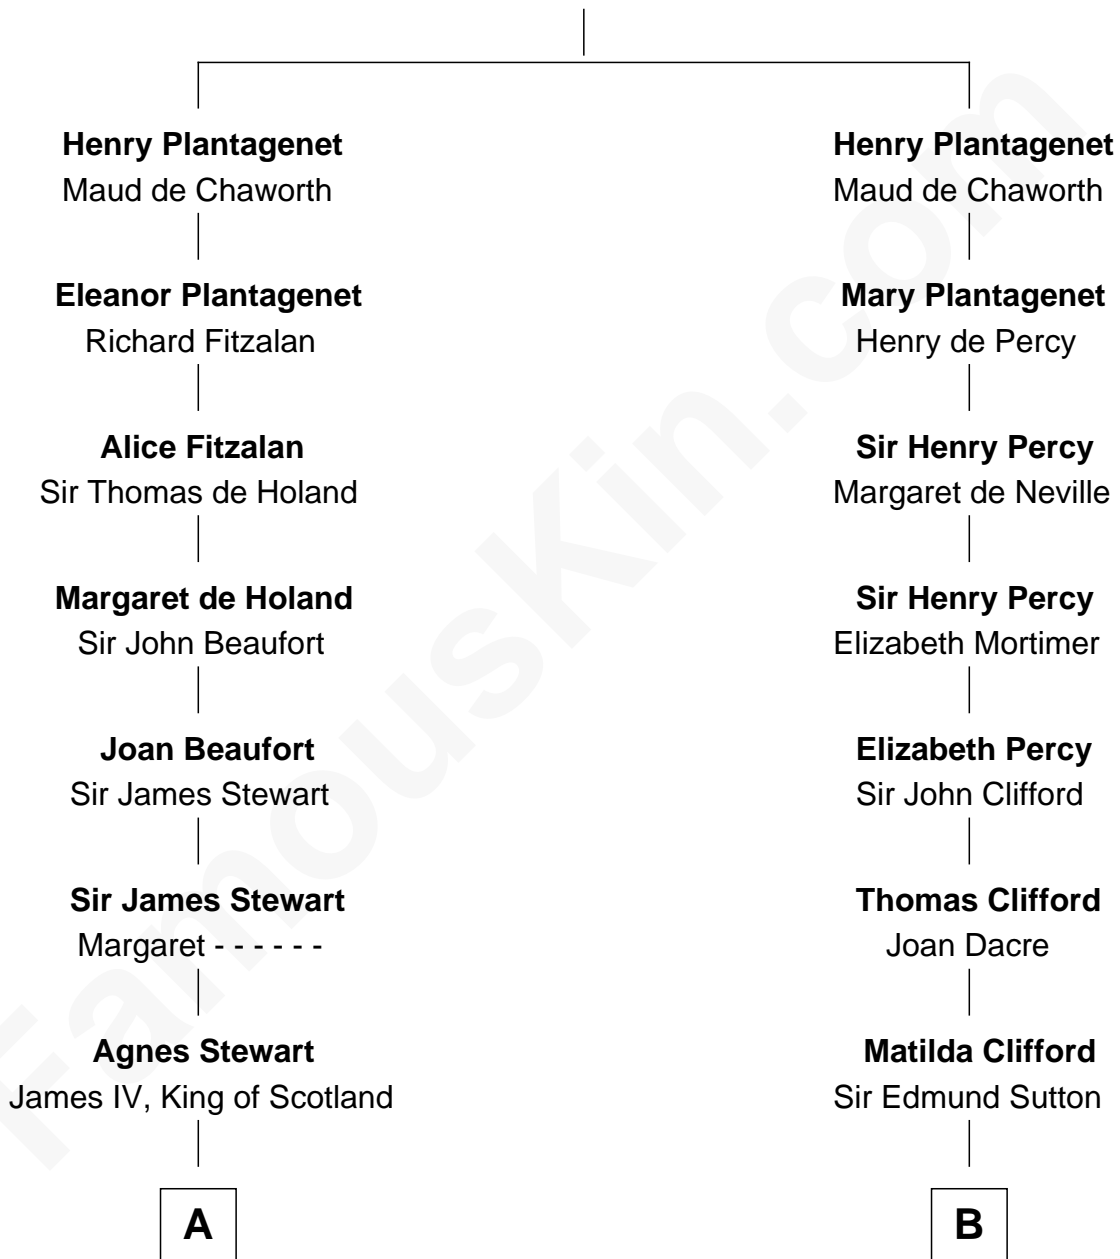 Henry Plantagenet
Maud de Chaworth
Eleanor Plantagenet
Richard Fitzalan
Alice Fitzalan
Sir Thomas de Holand
Margaret de Holand
Sir John Beaufort
Joan Beaufort
Sir James Stewart
Sir James Stewart
Margaret - - - - - -
Agnes Stewart
James IV, King of Scotland
A
Henry Plantagenet
Maud de Chaworth
Mary Plantagenet
Henry de Percy
Sir Henry Percy
Margaret de Neville
Sir Henry Percy
Elizabeth Mortimer
Elizabeth Percy
Sir John Clifford
Thomas Clifford
Joan Dacre
Matilda Clifford
Sir Edmund Sutton
B
FamousKin.com